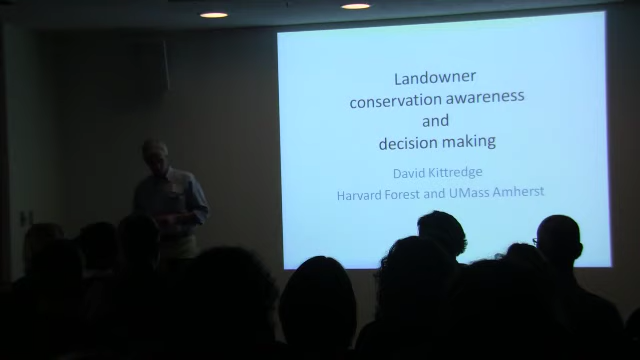 Landowner
conservation awareness
and
decision making
David Kittredge
Harvard Forest and UMass Amherst